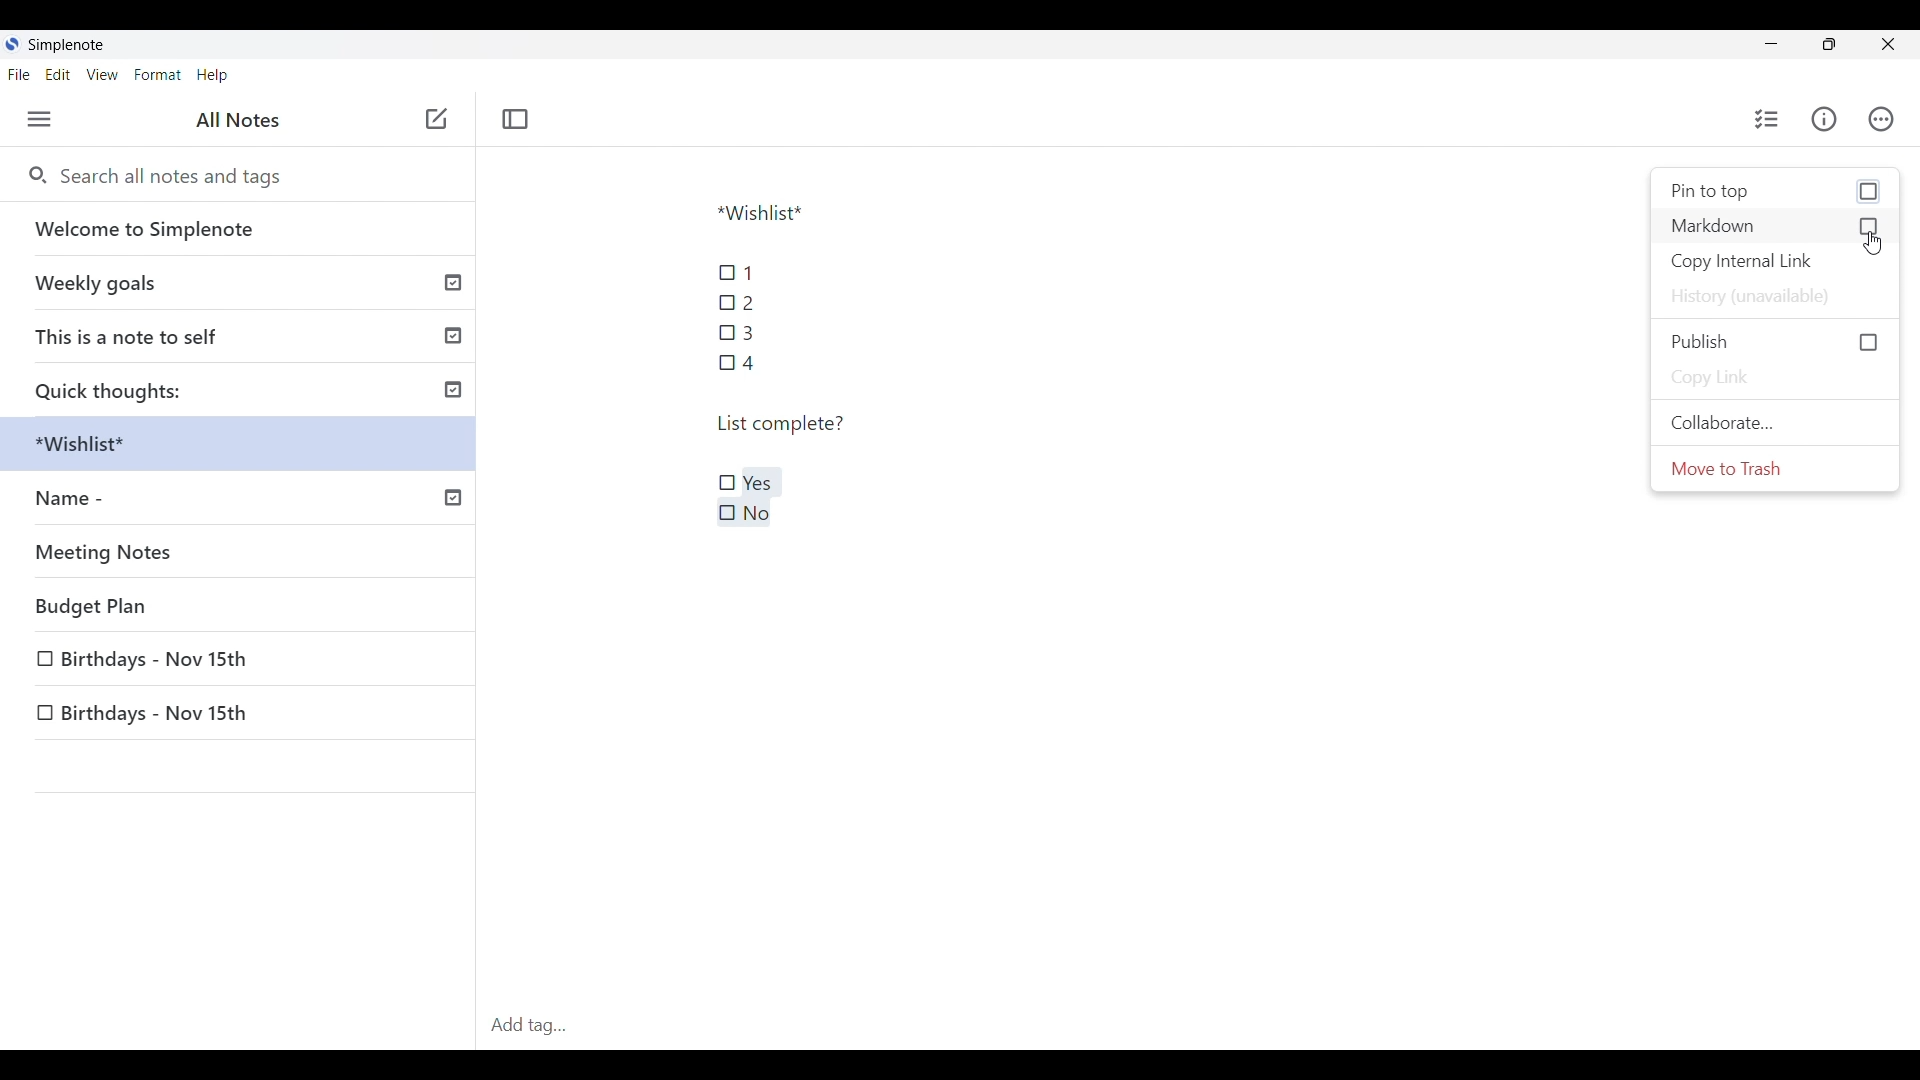 Simplenote
File Edit View Format Help
All Notes
Search all notes and tags
Welcome to Simplenote
Weekly goals
This is a note to self
Quick thoughts:
*Wishlist*
Name -
Meeting Notes
Budget Plan
Birthdays - Nov 15th
Birthdays - Nov 15th
*Wishlist*
1
2
3
4
List complete?
Yes
No
Add tag...
Pin to top
Markdown
Copy Internal Link
History (unavailable)
Publish
Copy Link
Collaborate...
Move to Trash